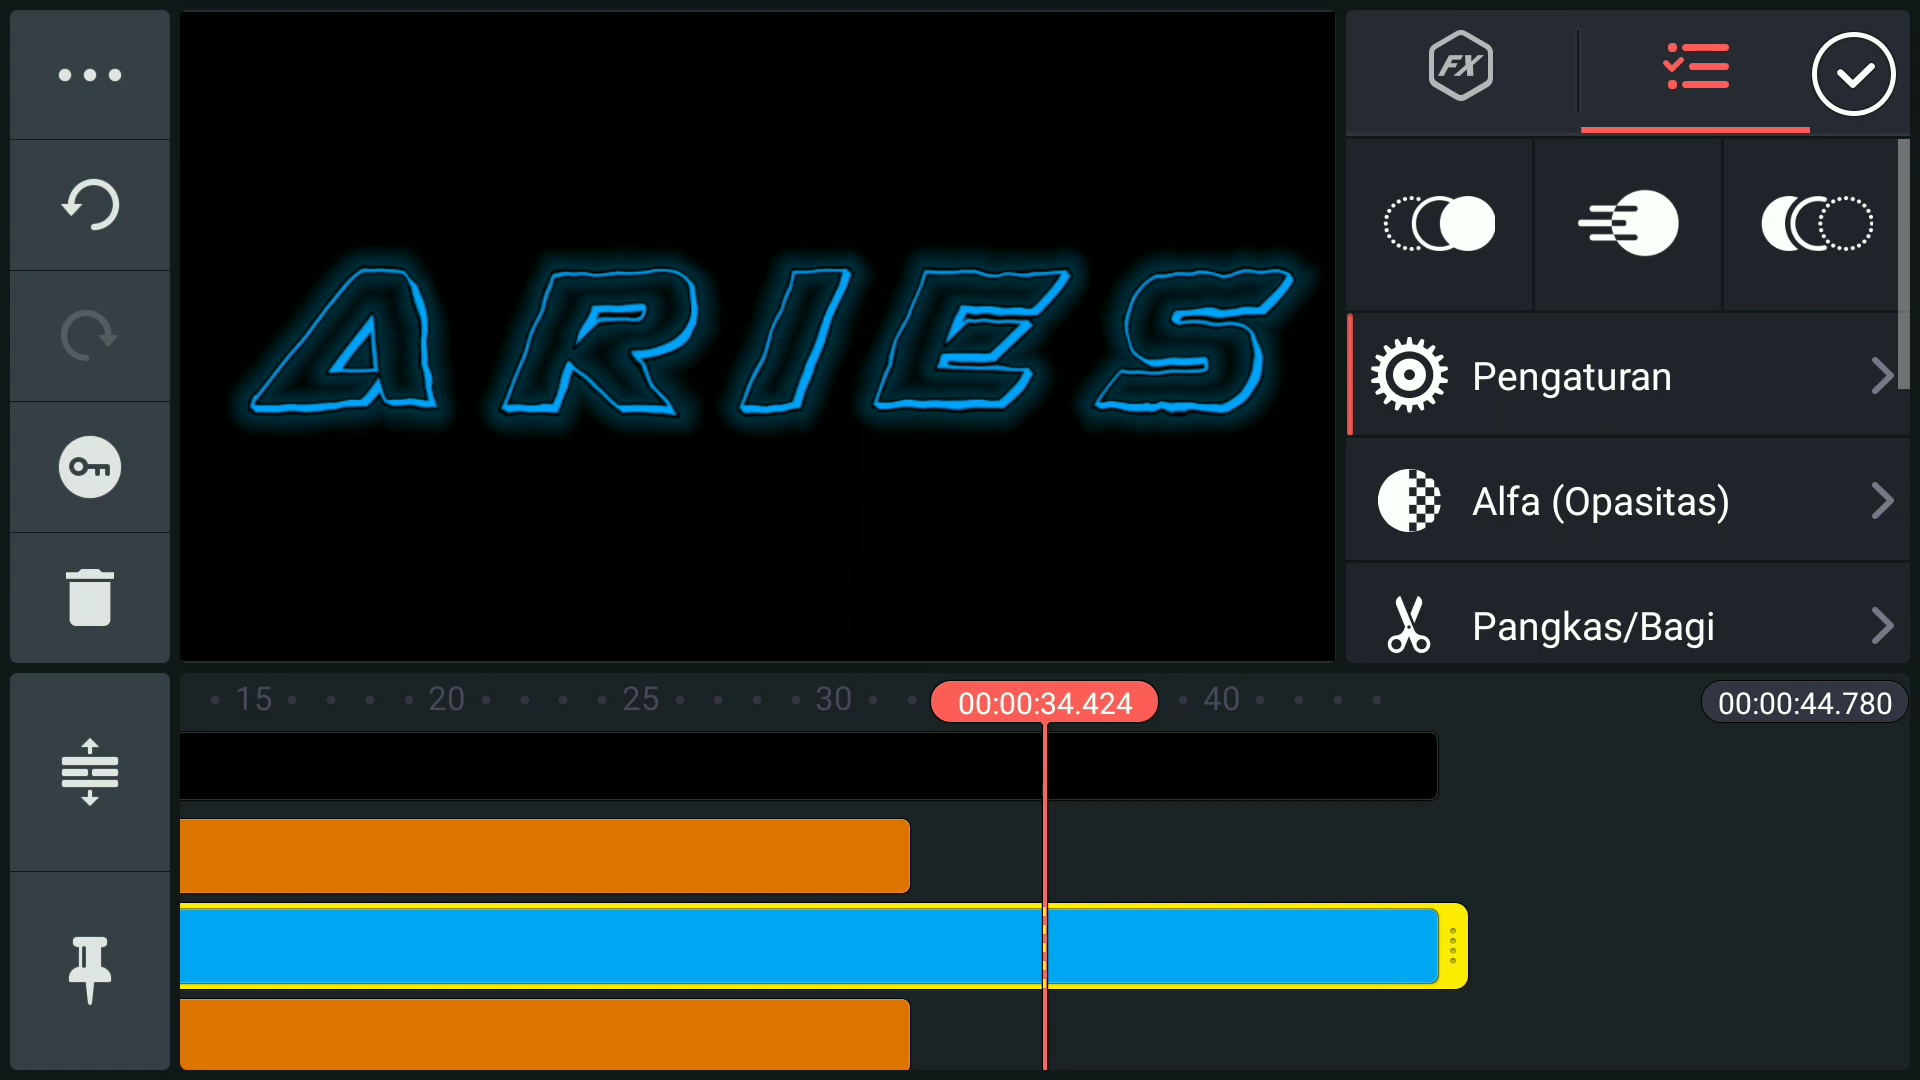 FX
ARIES
Pengaturan
Alfa (Opasitas)
Pangkas/Bagi
15 20 25 30 00:00:34.424 40 00:00:44.780